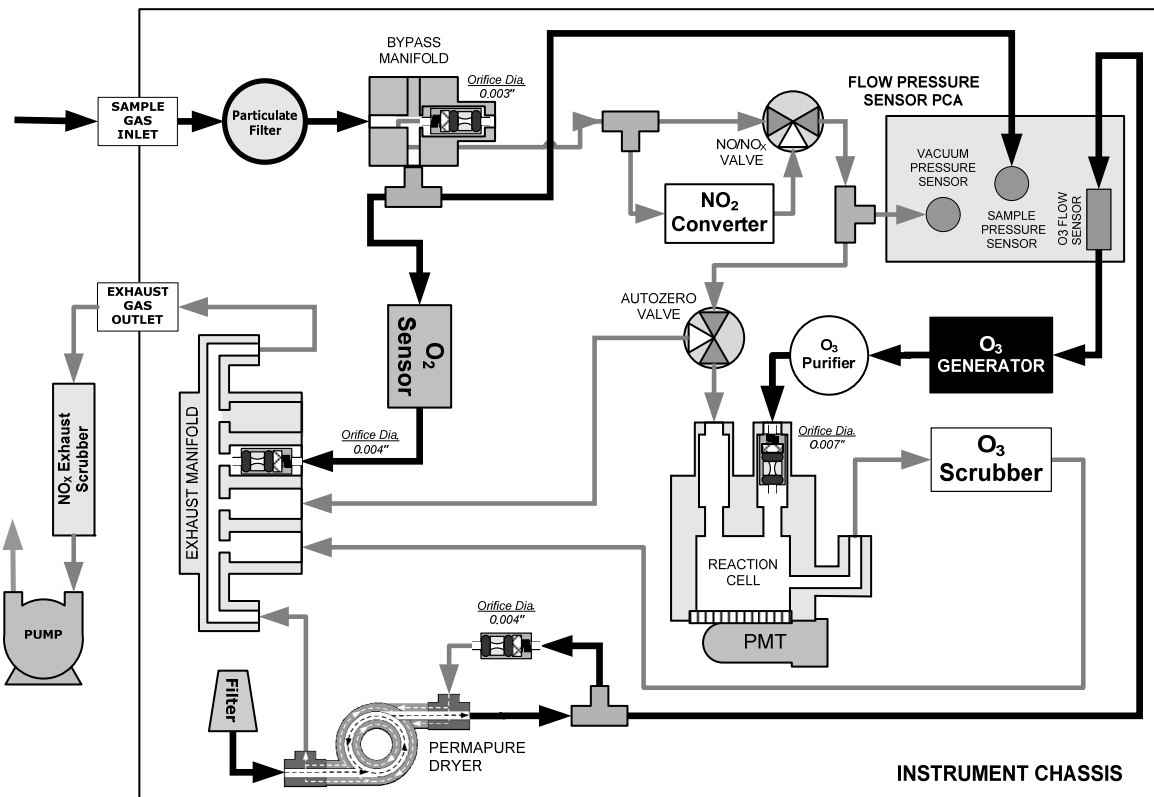 BYPASS
MANIFOLD
Orifice Dia.
0.003"
SAMPLE
GAS
INLET
Particulate
Filter
FLOW PRESSURE
SENSOR PCA
NO/NOX
VALVE
VACUUM
PRESSURE
SENSOR
SAMPLE
PRESSURE
SENSOR
O3 FLOW
SENSOR
NO2
Converter
EXHAUST
GAS
OUTLET
AUTOZERO
VALVE
O2
Sensor
O3
Purifier
O3
GENERATOR
NOX Exhaust
Scrubber
EXHAUST MANIFOLD
Orifice Dia.
0.004"
Orifice Dia.
0.007"
O3
Scrubber
REACTION
CELL
PMT
PUMP
Orifice Dia.
0.004"
Filter
PERMAPURE
DRYER
INSTRUMENT CHASSIS